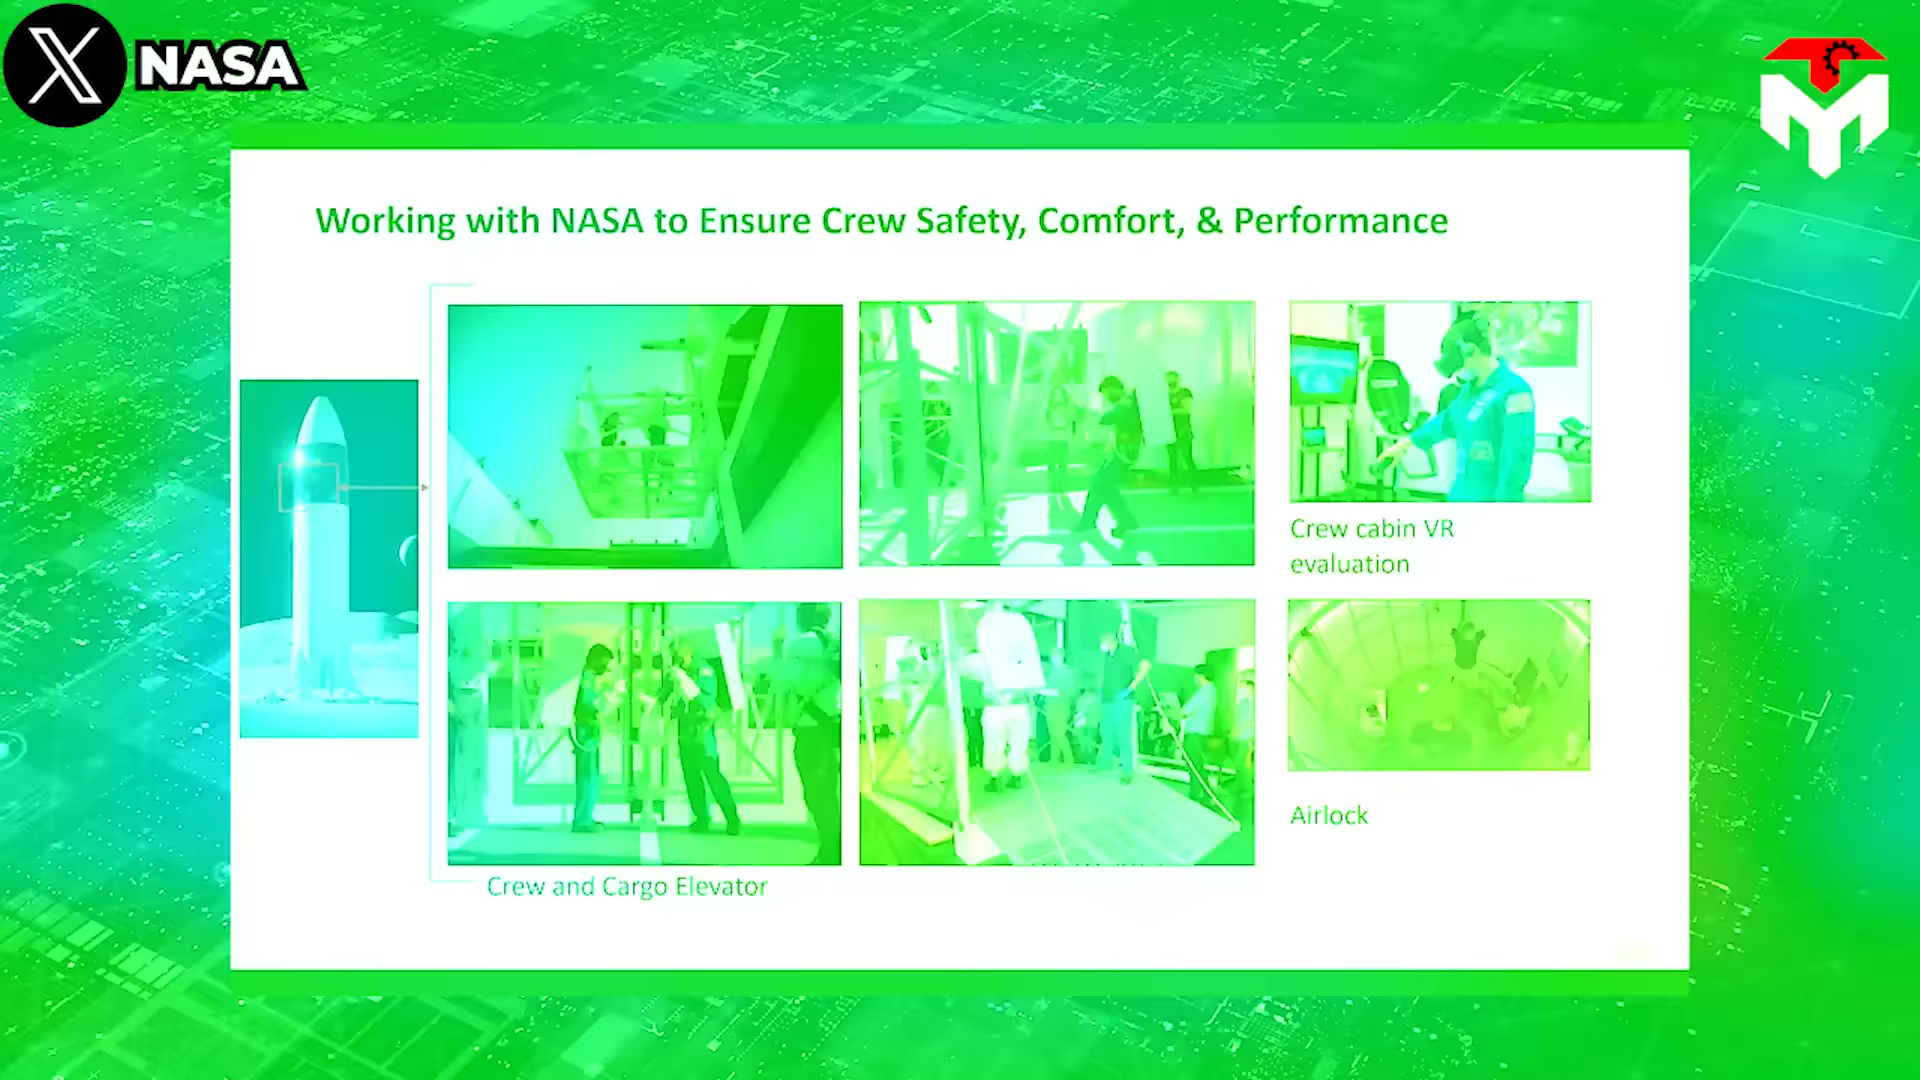 NASA
Working with NASA to Ensure Crew Safety, Comfort, & Performance
Crew cabin VR
evaluation
Airlock
Crew and Cargo Elevator